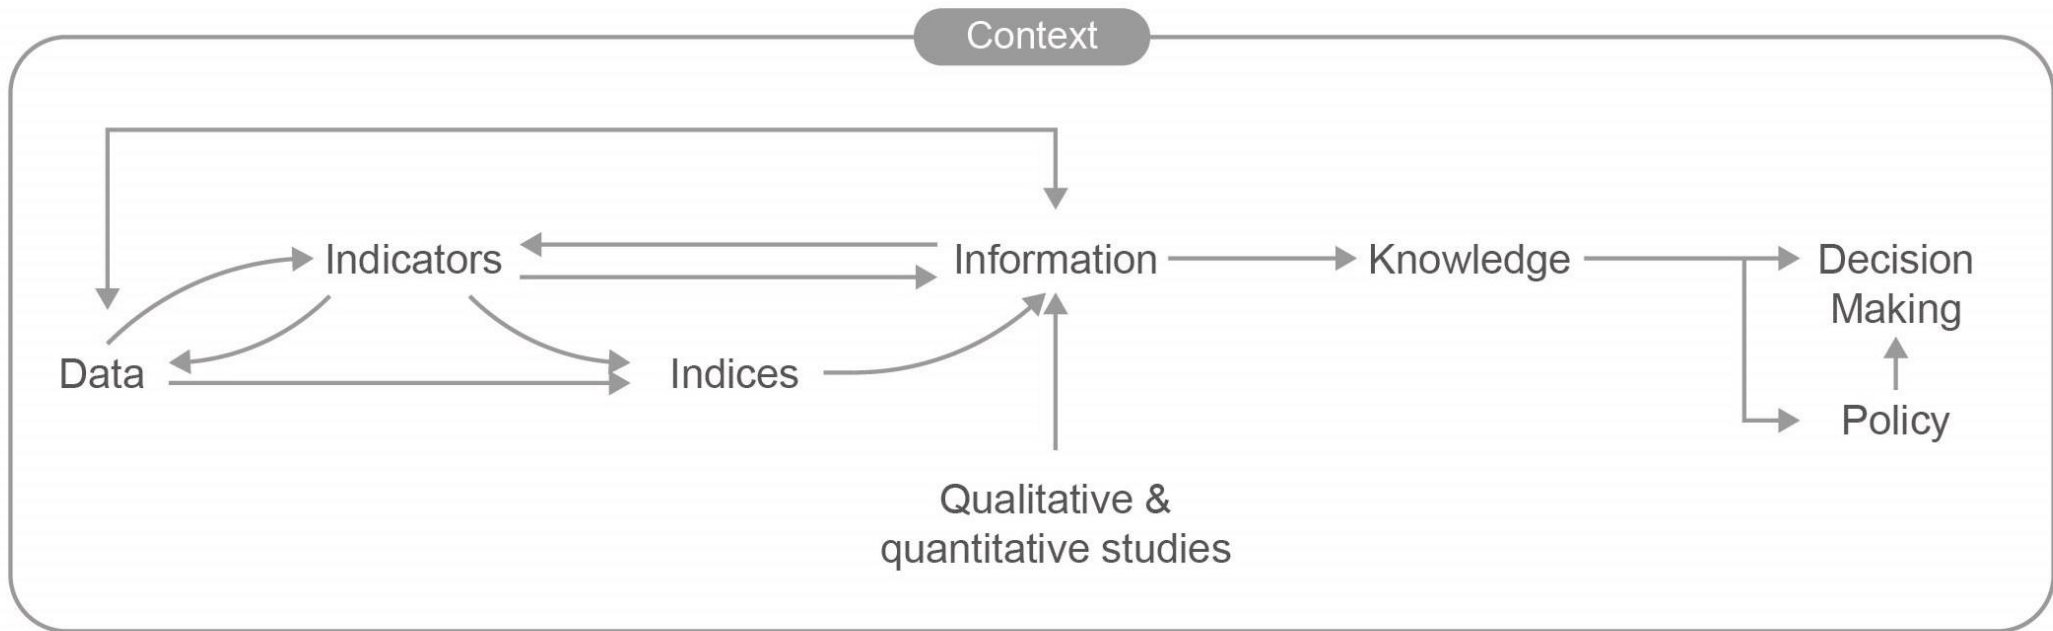 Context
Indicators
Information
Knowledge
Decision
Making
Data
Indices
Policy
Qualitative &
quantitative studies